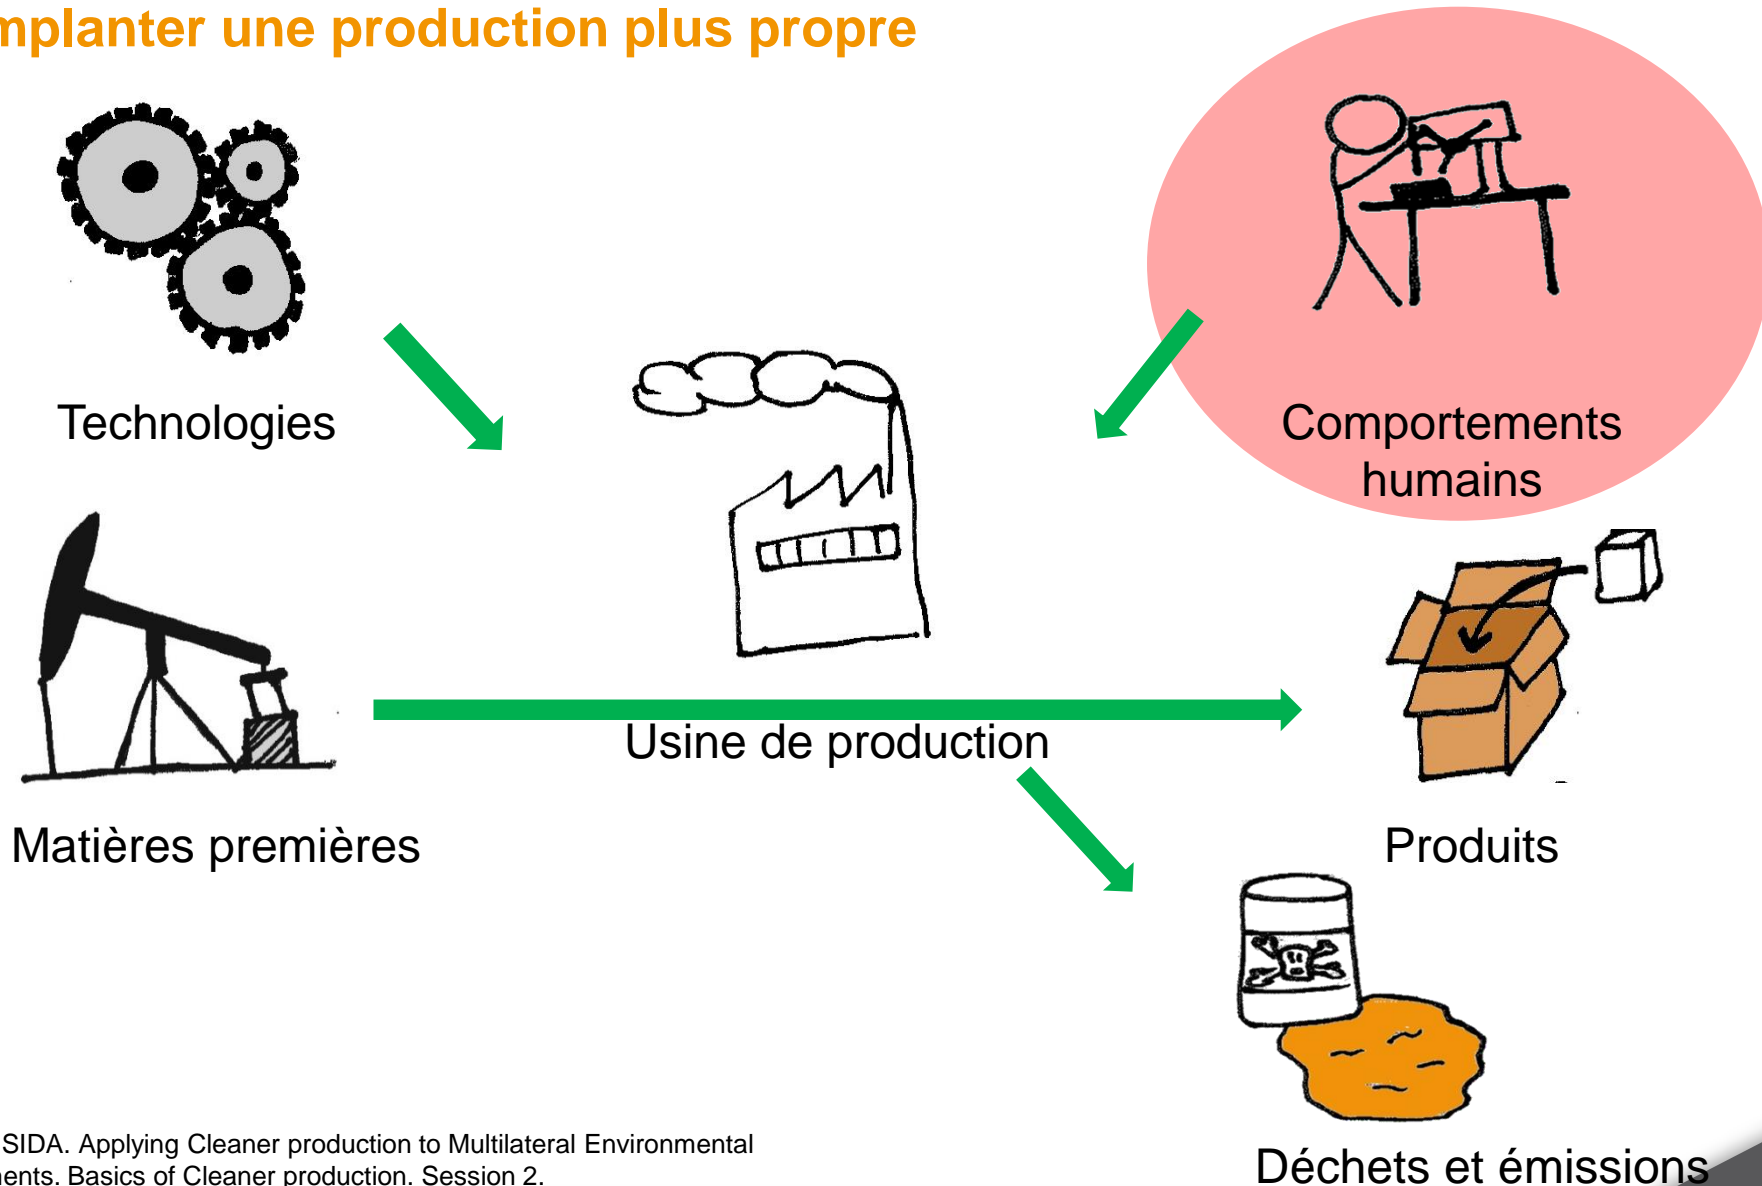 mplanter une production plus propre
Technologies
Comportements
humains
Usine de production
Matières premières
Produits
SIDA. Applying Cleaner production to Multilateral Environmental
ents. Basics of Cleaner production. Session 2.
Déchets et émissions